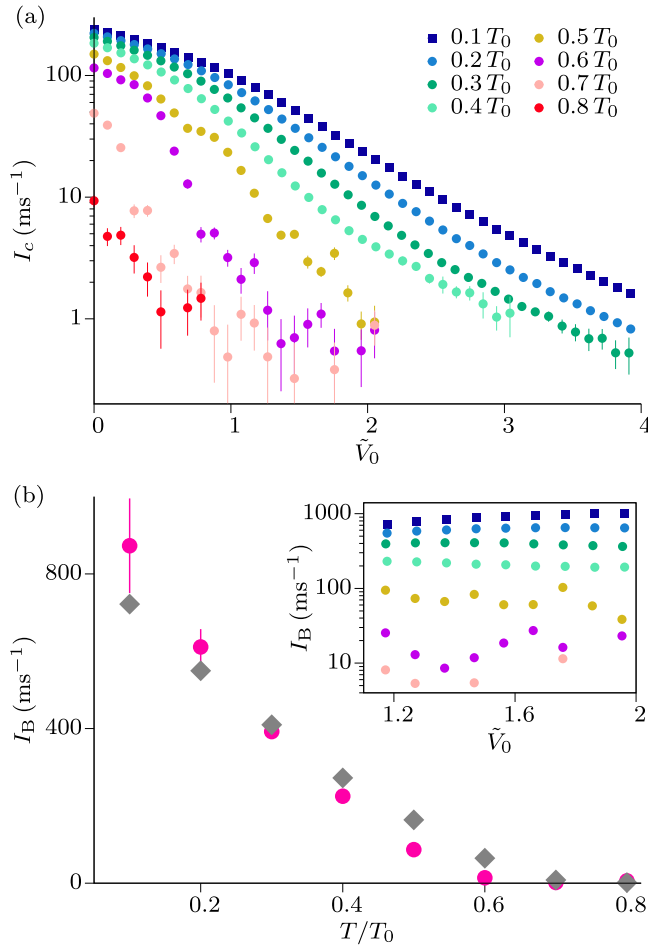 (a)
0.1 T₀ 0.5 T₀
0.2 T₀ 0.6 T₀
0.3 T₀ 0.7 T₀
0.4 T₀ 0.8 T₀
100
10
1
I_c (ms⁻¹)
0 1 2 3 4
Ṽ₀
(b)
800
400
0
I_B (ms⁻¹)
0.2 0.4 0.6 0.8
T/T₀
1000
100
10
I_B (ms⁻¹)
1.2 1.6 2
Ṽ₀